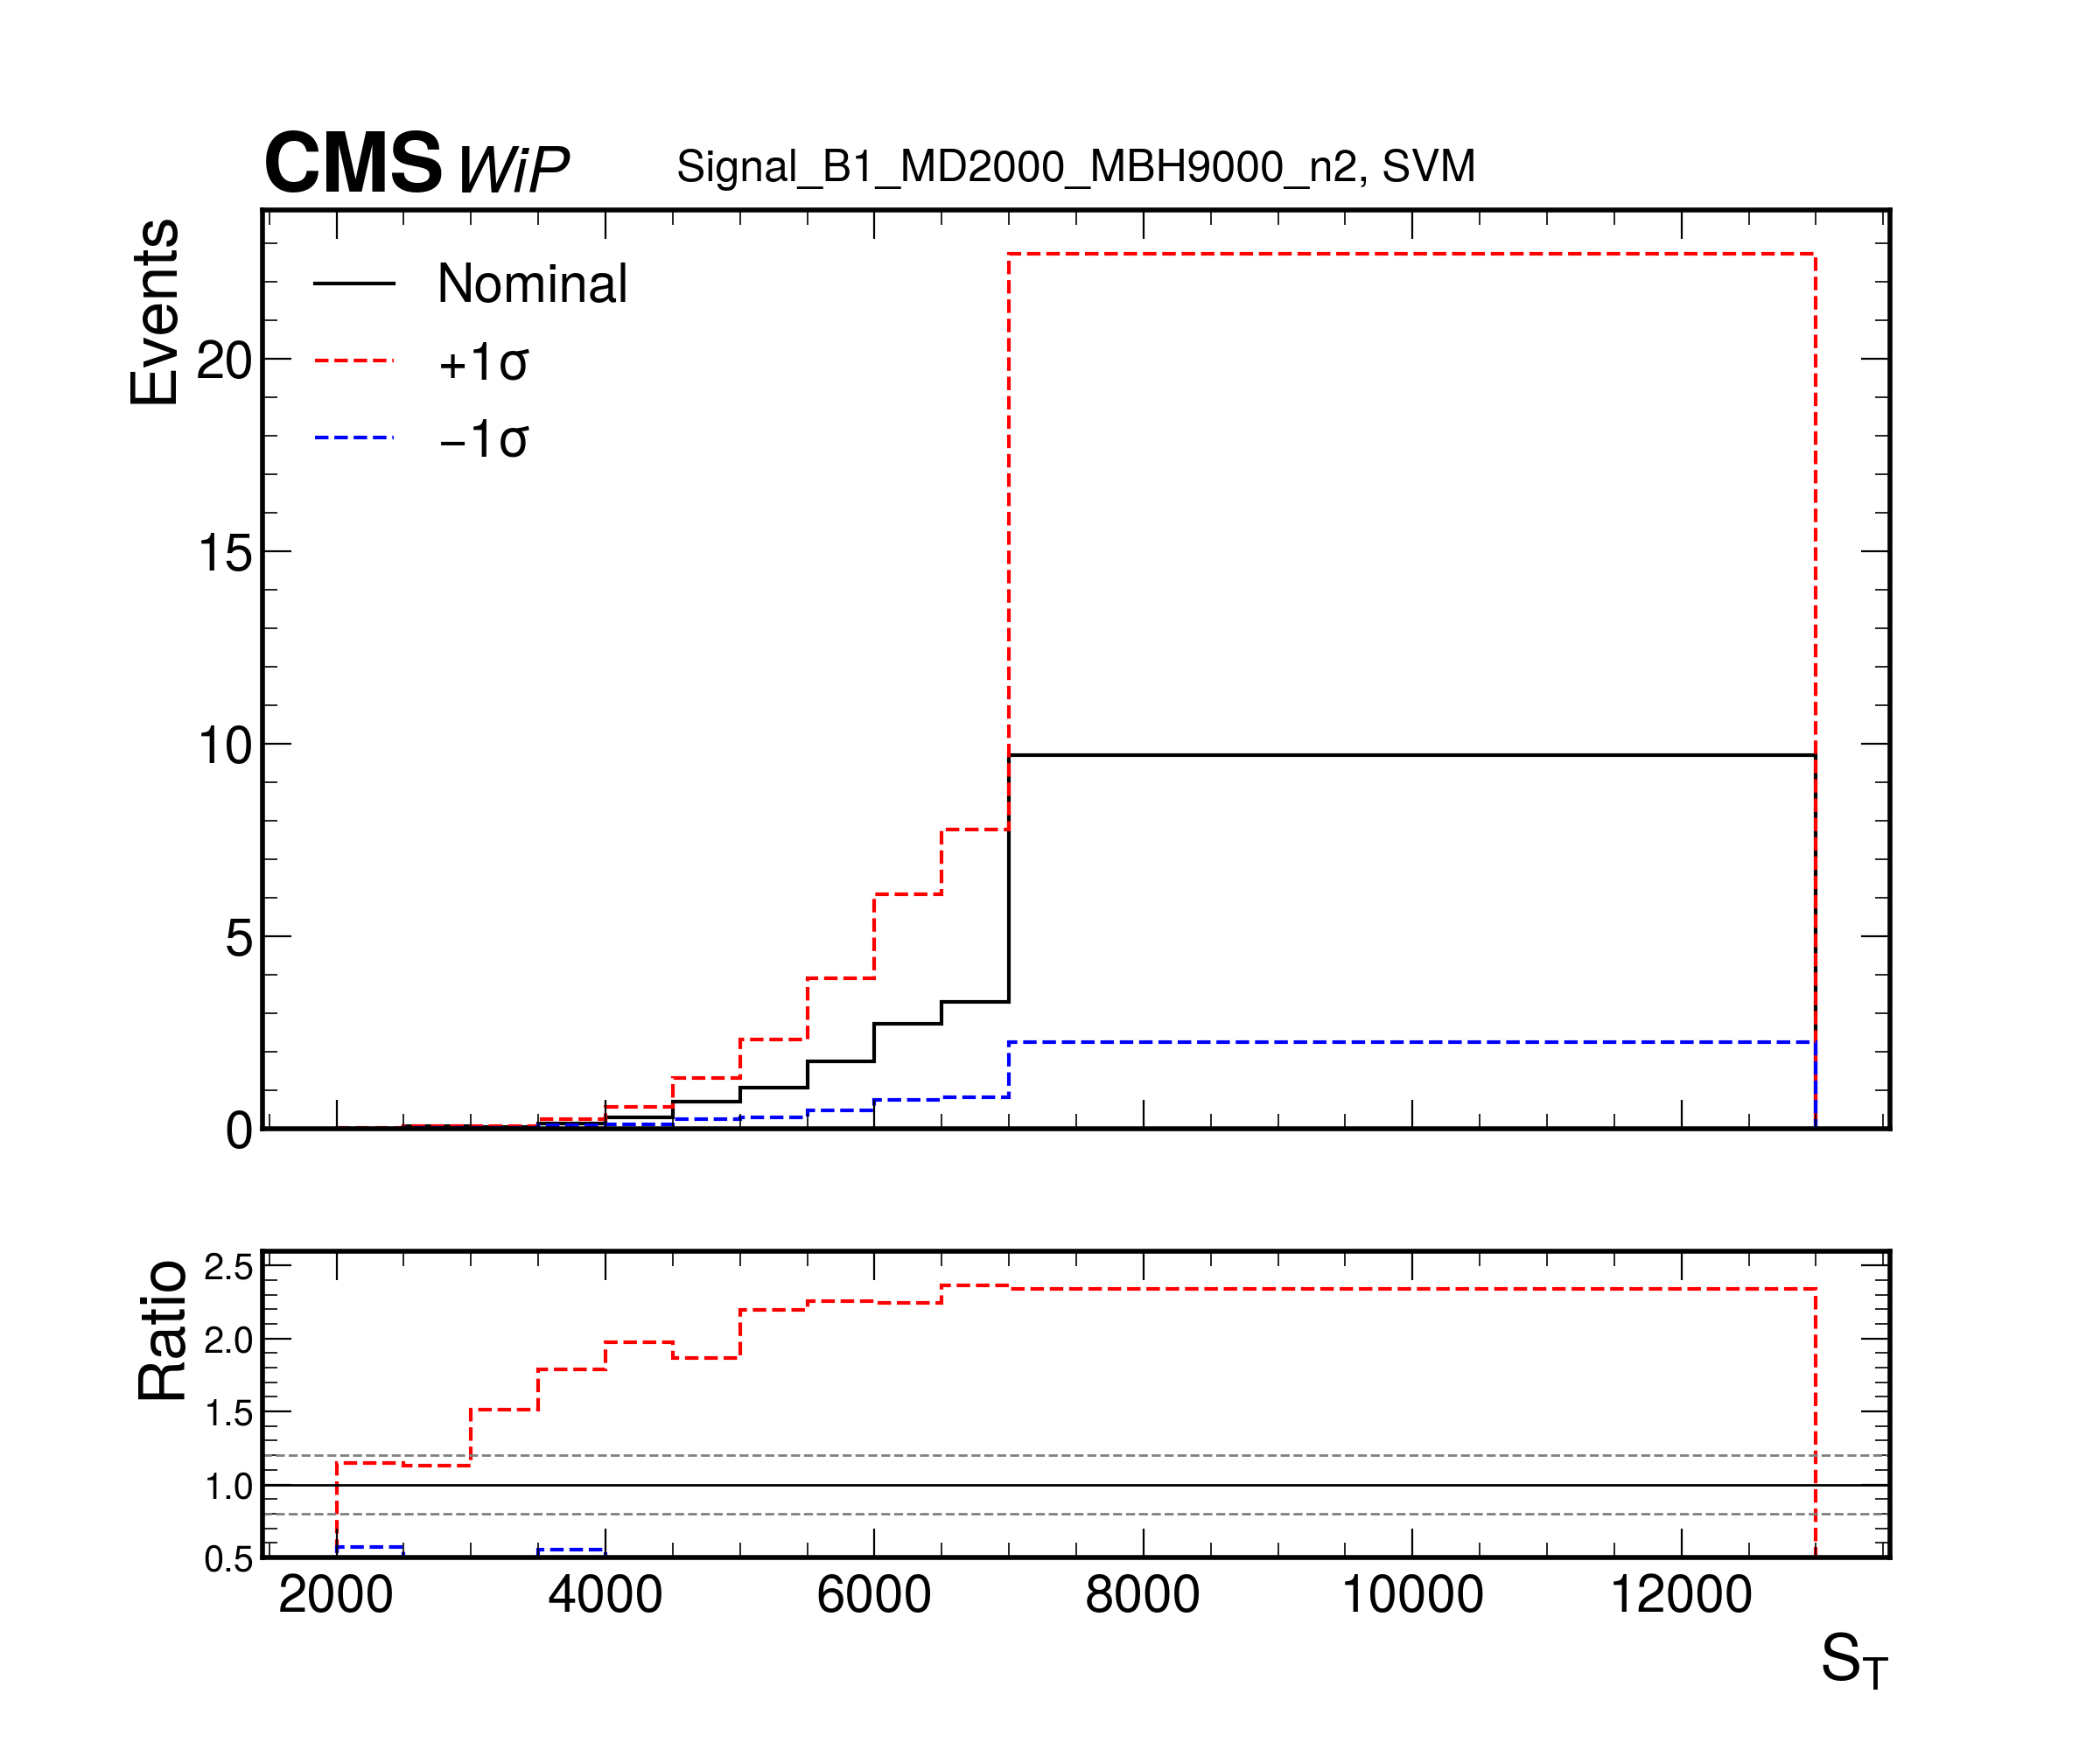 CMS WiP Signal_B1_MD2000_MBH9000_n2, SVM
Events
Nominal
+1σ
−1σ
20
15
10
5
0
Ratio
2.5
2.0
1.5
1.0
0.5
2000 4000 6000 8000 10000 12000
S_T